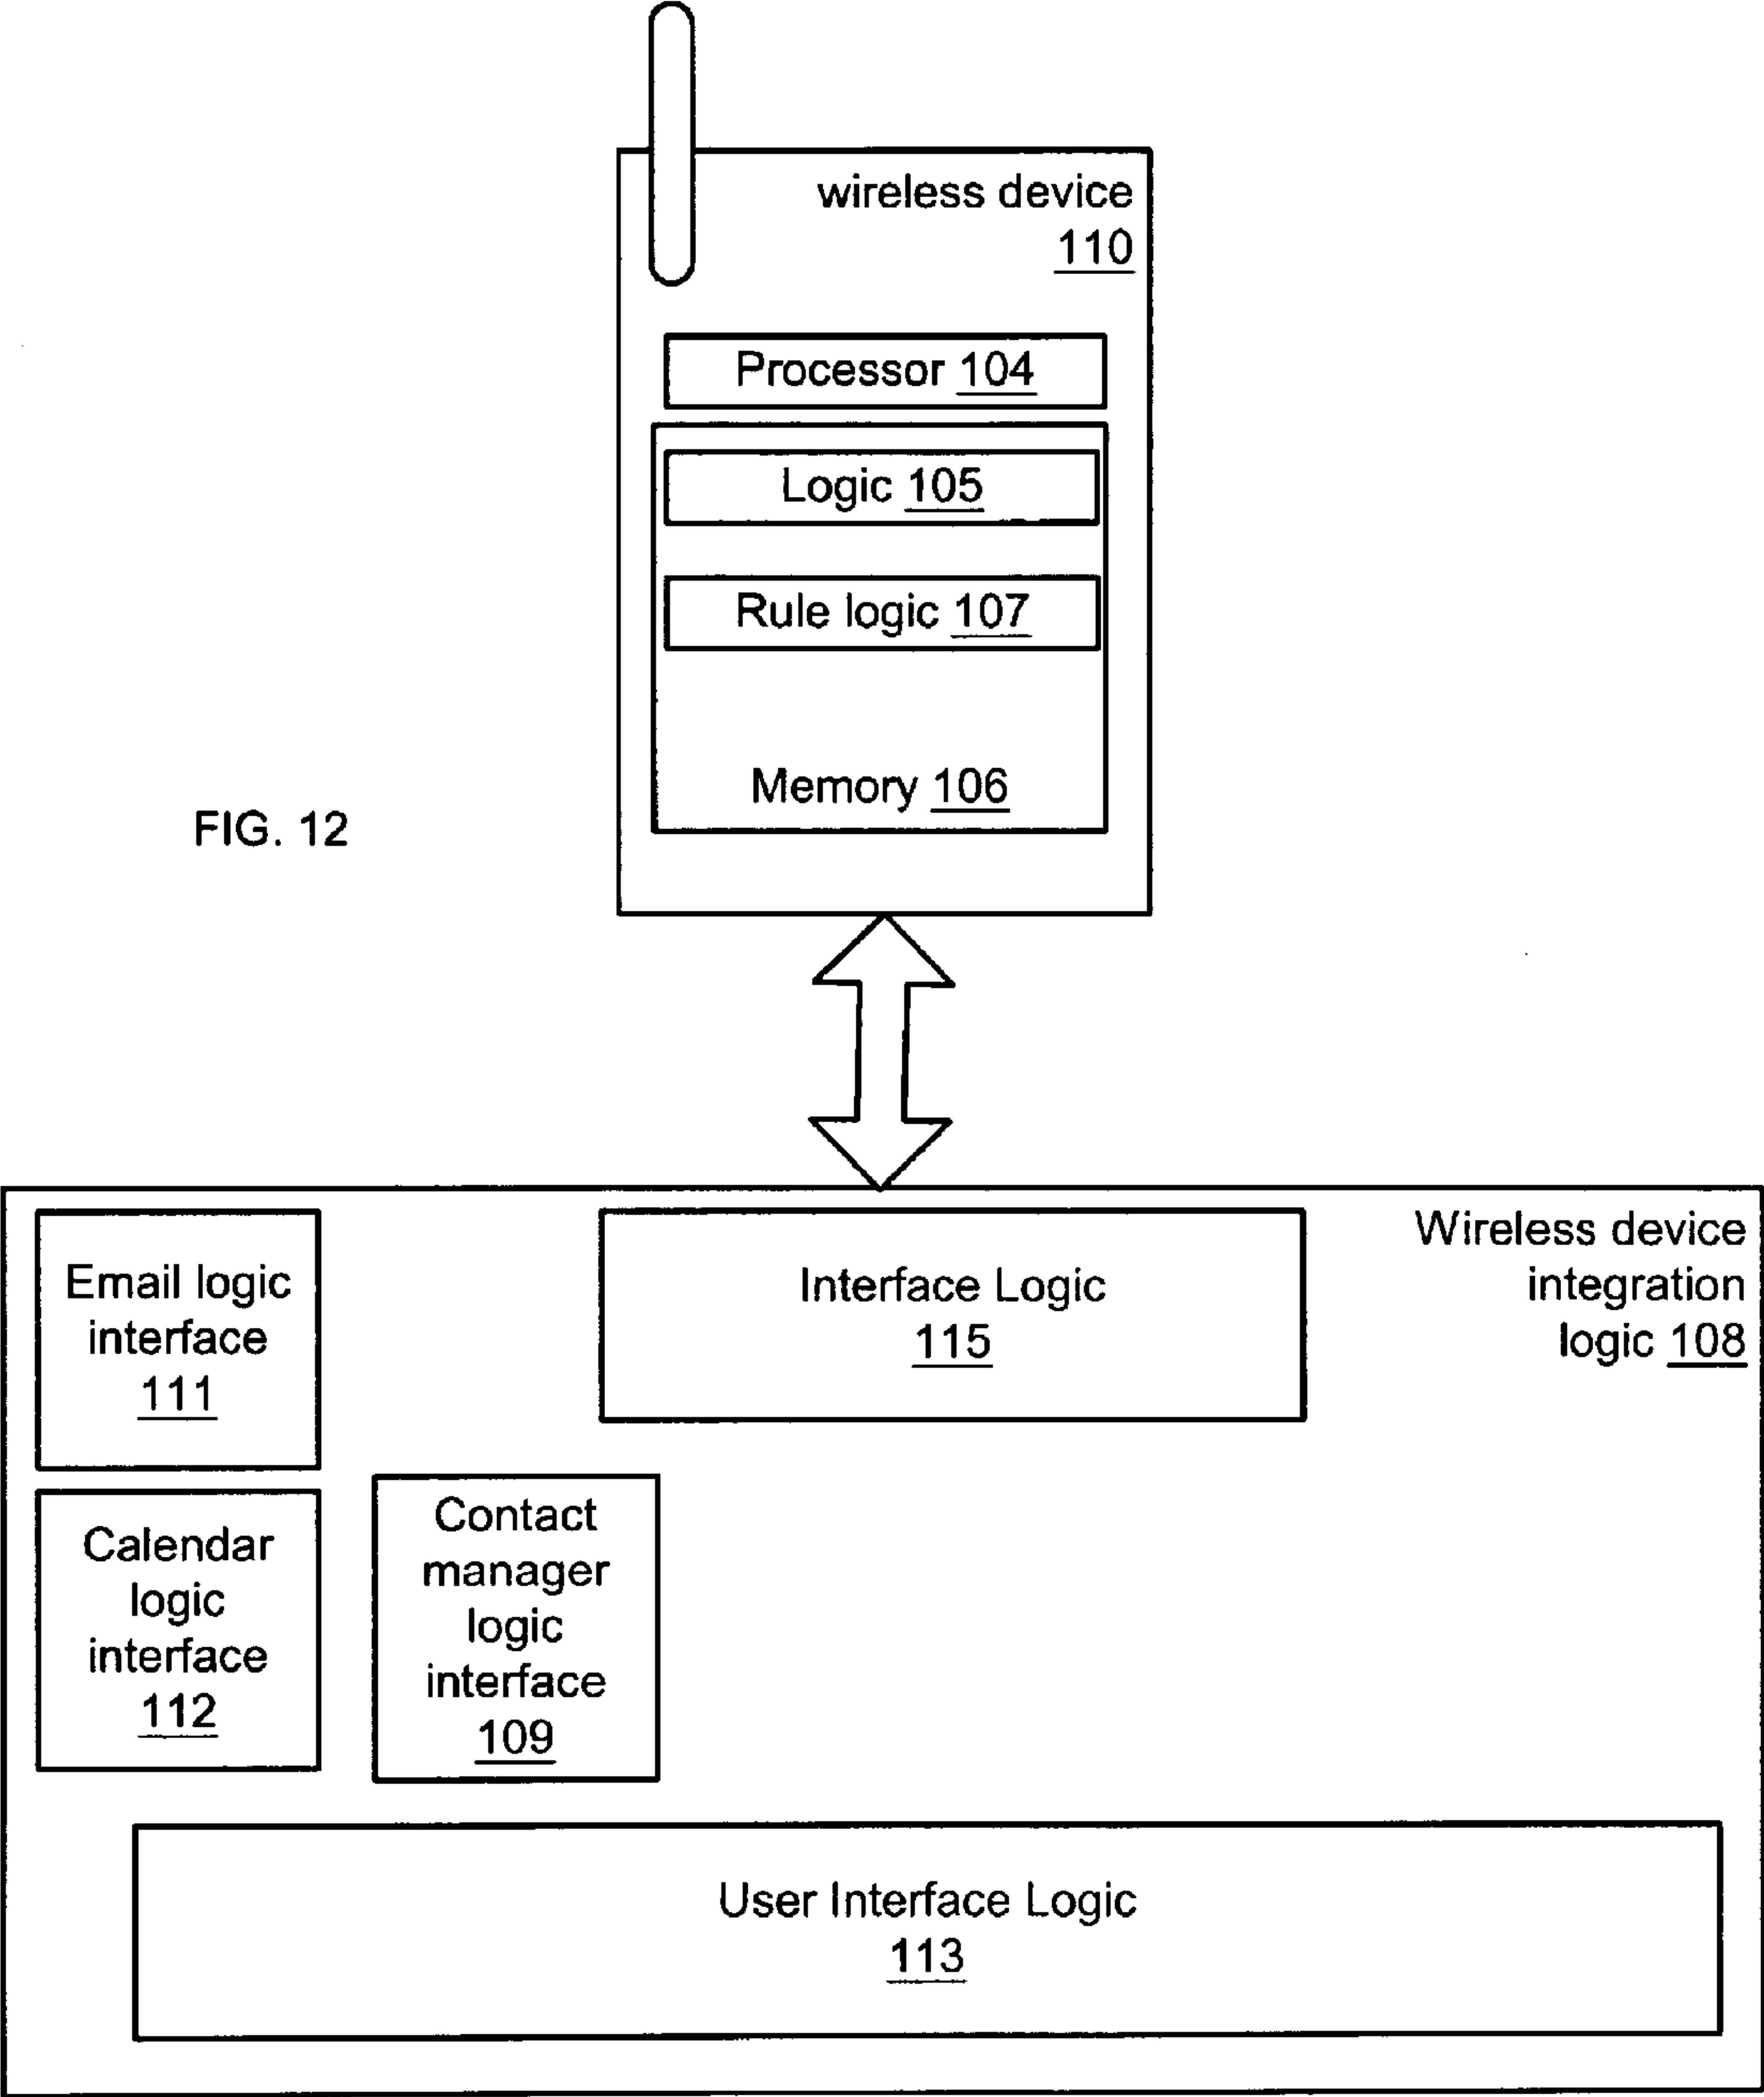 wireless device
110
Processor 104
Logic 105
Rule logic 107
Memory 106
FIG. 12
Email logic
interface
111
Interface Logic
115
Wireless device
integration
logic 108
Calendar
logic
interface
112
Contact
manager
logic
interface
109
User Interface Logic
113